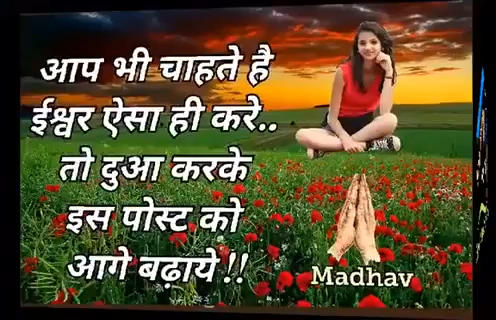 आप भी चाहते है
ईश्वर ऐसा ही करे..
तो दुआ करके
इस पोस्ट को
आगे बढ़ाये !!
Madhav